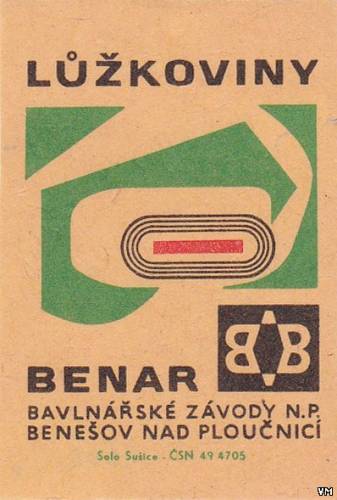 LŮŽKOVINY
BENAR
BAVLNÁŘSKÉ ZÁVODY N.P.
BENEŠOV NAD PLOUČNICÍ
Solo Sušice - ČSN 49 4705
VM